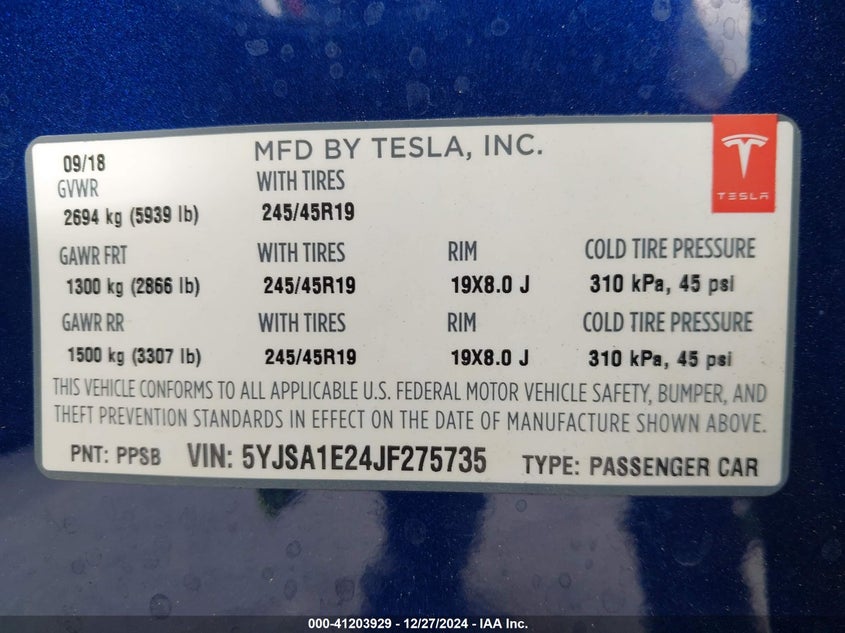 09/18 MFD BY TESLA, INC.
TESLA
GVWR WITH TIRES
2694 kg (5939 lb) 245/45R19
GAWR FRT WITH TIRES RIM COLD TIRE PRESSURE
1300 kg (2866 lb) 245/45R19 19X8.0 J 310 kPa, 45 psi
GAWR RR WITH TIRES RIM COLD TIRE PRESSURE
1500 kg (3307 lb) 245/45R19 19X8.0 J 310 kPa, 45 psi
THIS VEHICLE CONFORMS TO ALL APPLICABLE U.S. FEDERAL MOTOR VEHICLE SAFETY, BUMPER, AND
THEFT PREVENTION STANDARDS IN EFFECT ON THE DATE OF MANUFACTURE SHOWN ABOVE.
PNT: PPSB VIN: 5YJSA1E24JF275735 TYPE: PASSENGER CAR
000-41203929 - 12/27/2024 - IAA Inc.